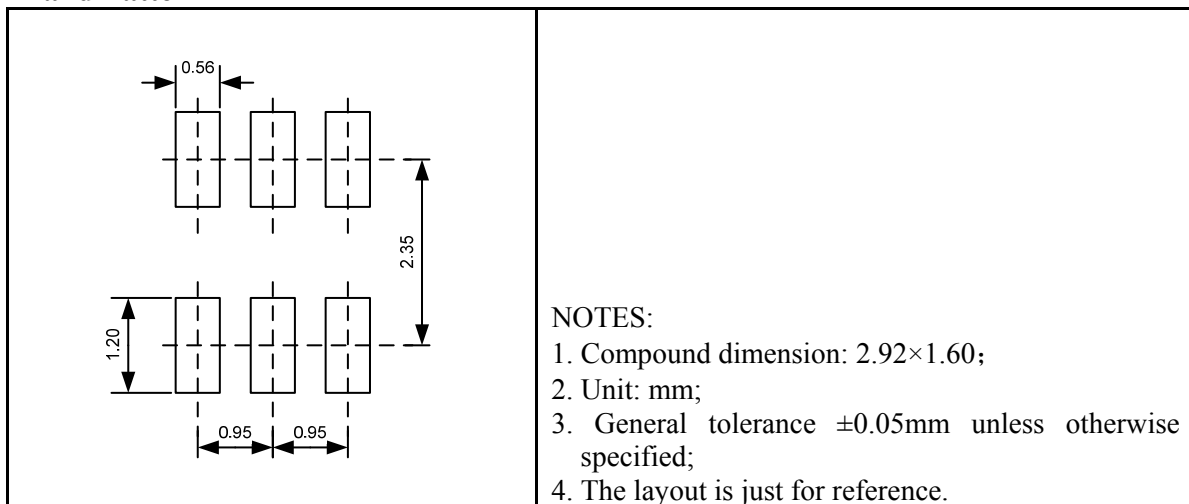 0.56
2.35
1.20
0.95 0.95
NOTES:
1. Compound dimension: 2.92×1.60；
2. Unit: mm;
3. General tolerance ±0.05mm unless otherwise
specified;
4. The layout is just for reference.